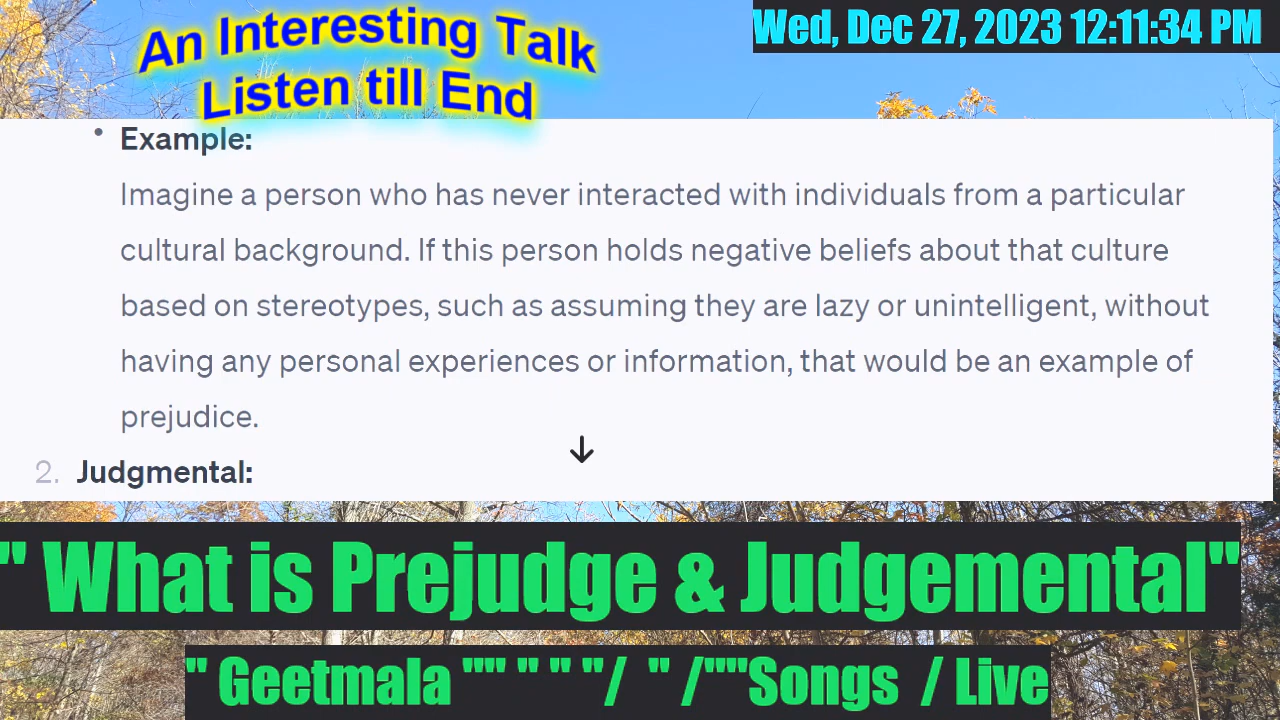 An Interesting Talk
Listen till End
Wed, Dec 27, 2023 12:11:34 PM
• Example:
Imagine a person who has never interacted with individuals from a particular
cultural background. If this person holds negative beliefs about that culture
based on stereotypes, such as assuming they are lazy or unintelligent, without
having any personal experiences or information, that would be an example of
prejudice.
2. Judgmental:
" What is Prejudge & Judgemental"
" Geetmala """ " " "/ " /""Songs / Live